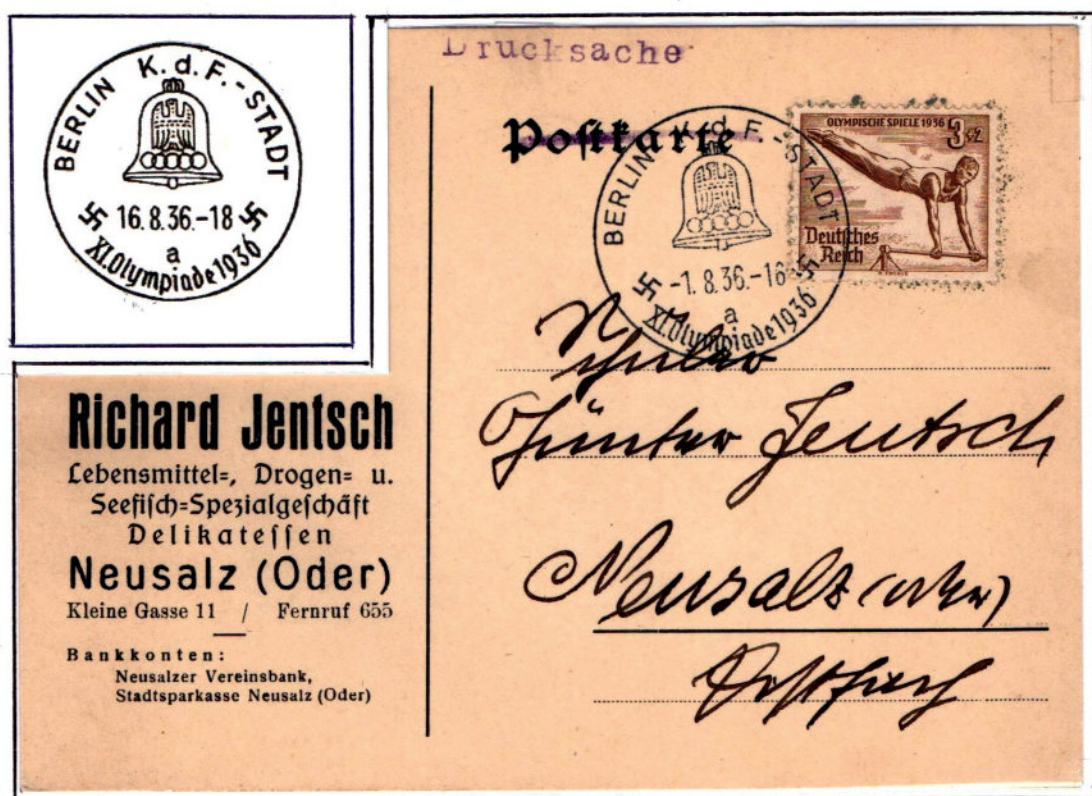 BERLIN K.d.F.-STADT
16.8.36.-18
a
XI.Olympiade 1936
Drucksache
Postkarte
BERLIN K.d.F.-STADT
-1.8.36.-16
a
XI.Olympiade 1936
OLYMPISCHE SPIELE 1936
3+2
Deutsches
Reich
Richard Jentsch
Lebensmittel=, Drogen= u.
Seefisch=Spezialgeschäft
Delikatessen
Neusalz (Oder)
Kleine Gasse 11 / Fernruf 655
Bankkonten:
Neusalzer Vereinsbank,
Stadtsparkasse Neusalz (Oder)
Schüler
Günter Jentsch
Neusalz (Oder)
Postfach